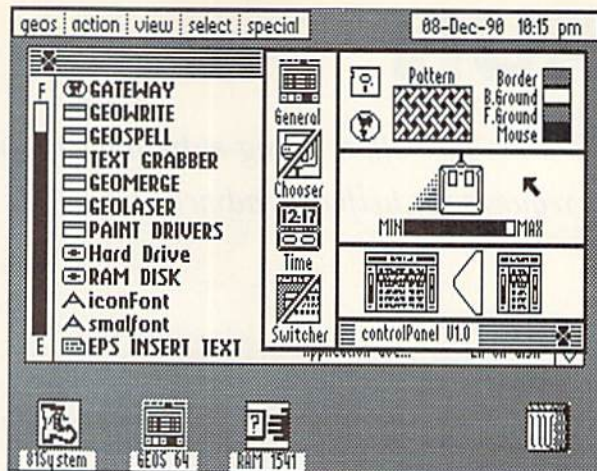 geos action view select special
08-Dec-90 10:15 pm
F
GATEWAY
GEOWRITE
GEOSPELL
TEXT GRABBER
GEOMERGE
GEOLASER
PAINT DRIVERS
Hard Drive
RAM DISK
iconFont
smalfont
EPS INSERT TEXT
E
General
Chooser
12:17
Time
Switcher
Pattern
Border
B.Ground
F.Ground
Mouse
MIN MAX
controlPanel V1.0
on disk
81System
GEOS 64
RAM 1541